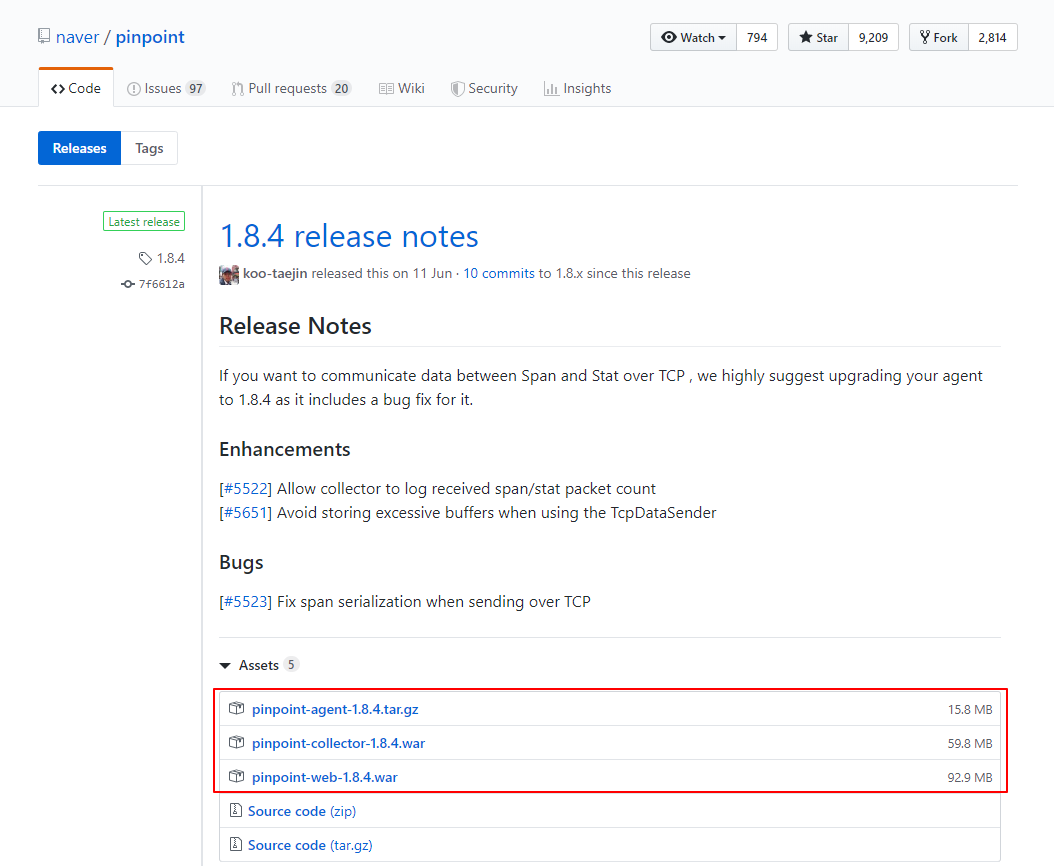 naver / pinpoint
Watch 794 Star 9,209 Fork 2,814
Code Issues 97 Pull requests 20 Wiki Security Insights
Releases Tags
Latest release
1.8.4
7f6612a
1.8.4 release notes
koo-taejin released this on 11 Jun · 10 commits to 1.8.x since this release
Release Notes
If you want to communicate data between Span and Stat over TCP , we highly suggest upgrading your agent
to 1.8.4 as it includes a bug fix for it.
Enhancements
[#5522] Allow collector to log received span/stat packet count
[#5651] Avoid storing excessive buffers when using the TcpDataSender
Bugs
[#5523] Fix span serialization when sending over TCP
Assets 5
pinpoint-agent-1.8.4.tar.gz 15.8 MB
pinpoint-collector-1.8.4.war 59.8 MB
pinpoint-web-1.8.4.war 92.9 MB
Source code (zip)
Source code (tar.gz)